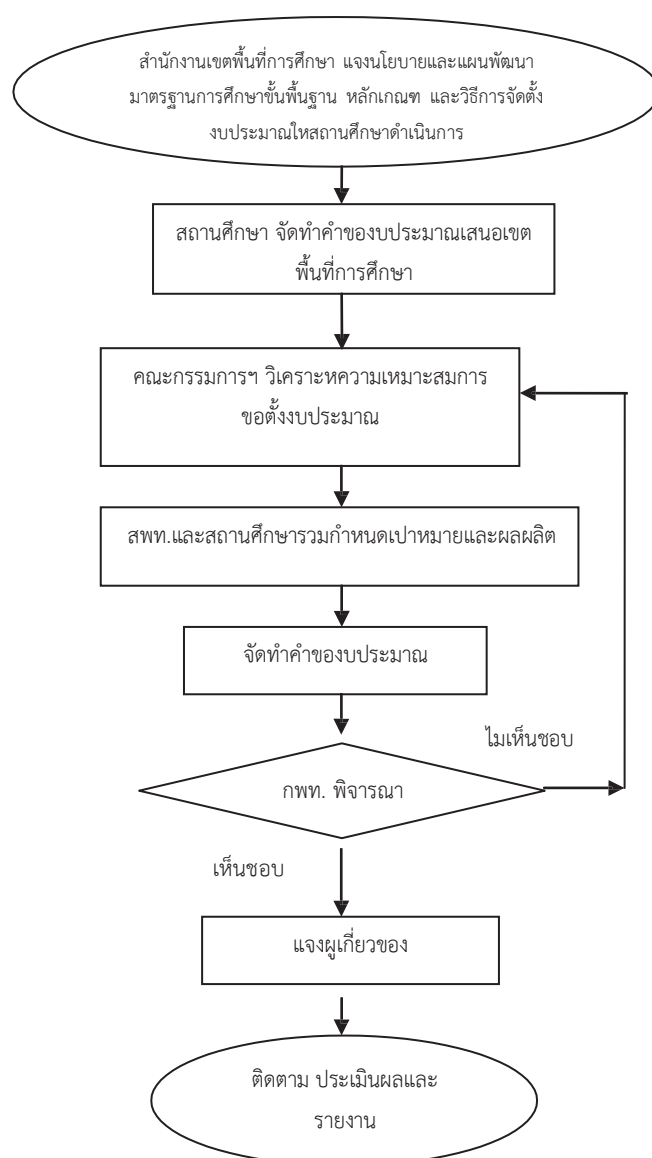 สำนักงานเขตพื้นที่การศึกษา แจงนโยบายและแผนพัฒนา
มาตรฐานการศึกษาขั้นพื้นฐาน หลักเกณฑ และวิธีการจัดตั้ง
งบประมาณใหสถานศึกษาดำเนินการ
สถานศึกษา จัดทำคำของบประมาณเสนอเขต
พื้นที่การศึกษา
คณะกรรมการฯ วิเคราะหความเหมาะสมการ
ขอตั้งงบประมาณ
สพท.และสถานศึกษารวมกำหนดเปาหมายและผลผลิต
จัดทำคำของบประมาณ
ไมเห็นชอบ
กพท. พิจารณา
เห็นชอบ
แจงผูเกี่ยวของ
ติดตาม ประเมินผลและ
รายงาน